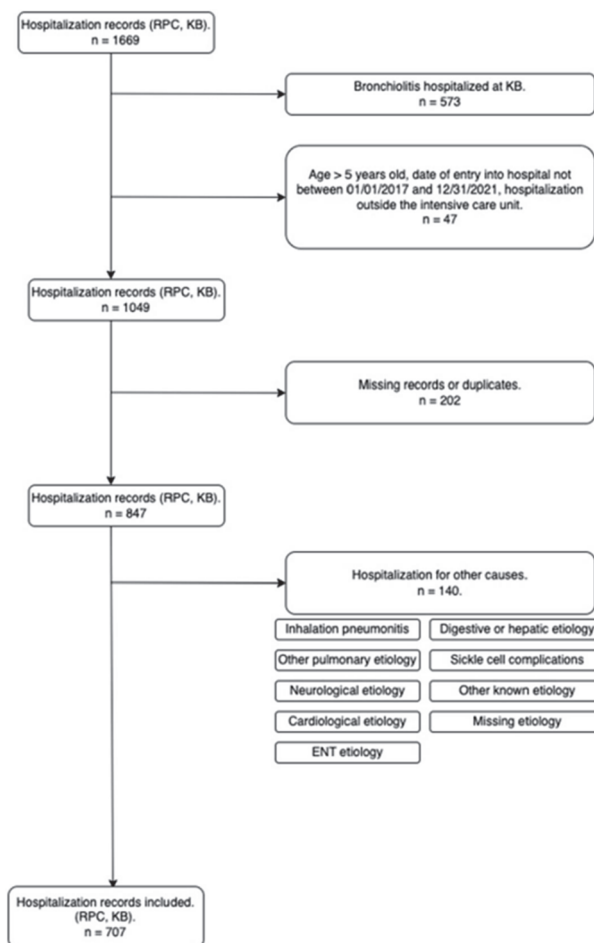 Hospitalization records (RPC, KB).
n = 1669
Bronchiolitis hospitalized at KB.
n = 573
Age > 5 years old, date of entry into hospital not
between 01/01/2017 and 12/31/2021, hospitalization
outside the intensive care unit.
n = 47
Hospitalization records (RPC, KB).
n = 1049
Missing records or duplicates.
n = 202
Hospitalization records (RPC, KB).
n = 847
Hospitalization for other causes.
n = 140.
Inhalation pneumonitis
Digestive or hepatic etiology
Other pulmonary etiology
Sickle cell complications
Neurological etiology
Other known etiology
Cardiological etiology
Missing etiology
ENT etiology
Hospitalization records included.
(RPC, KB).
n = 707